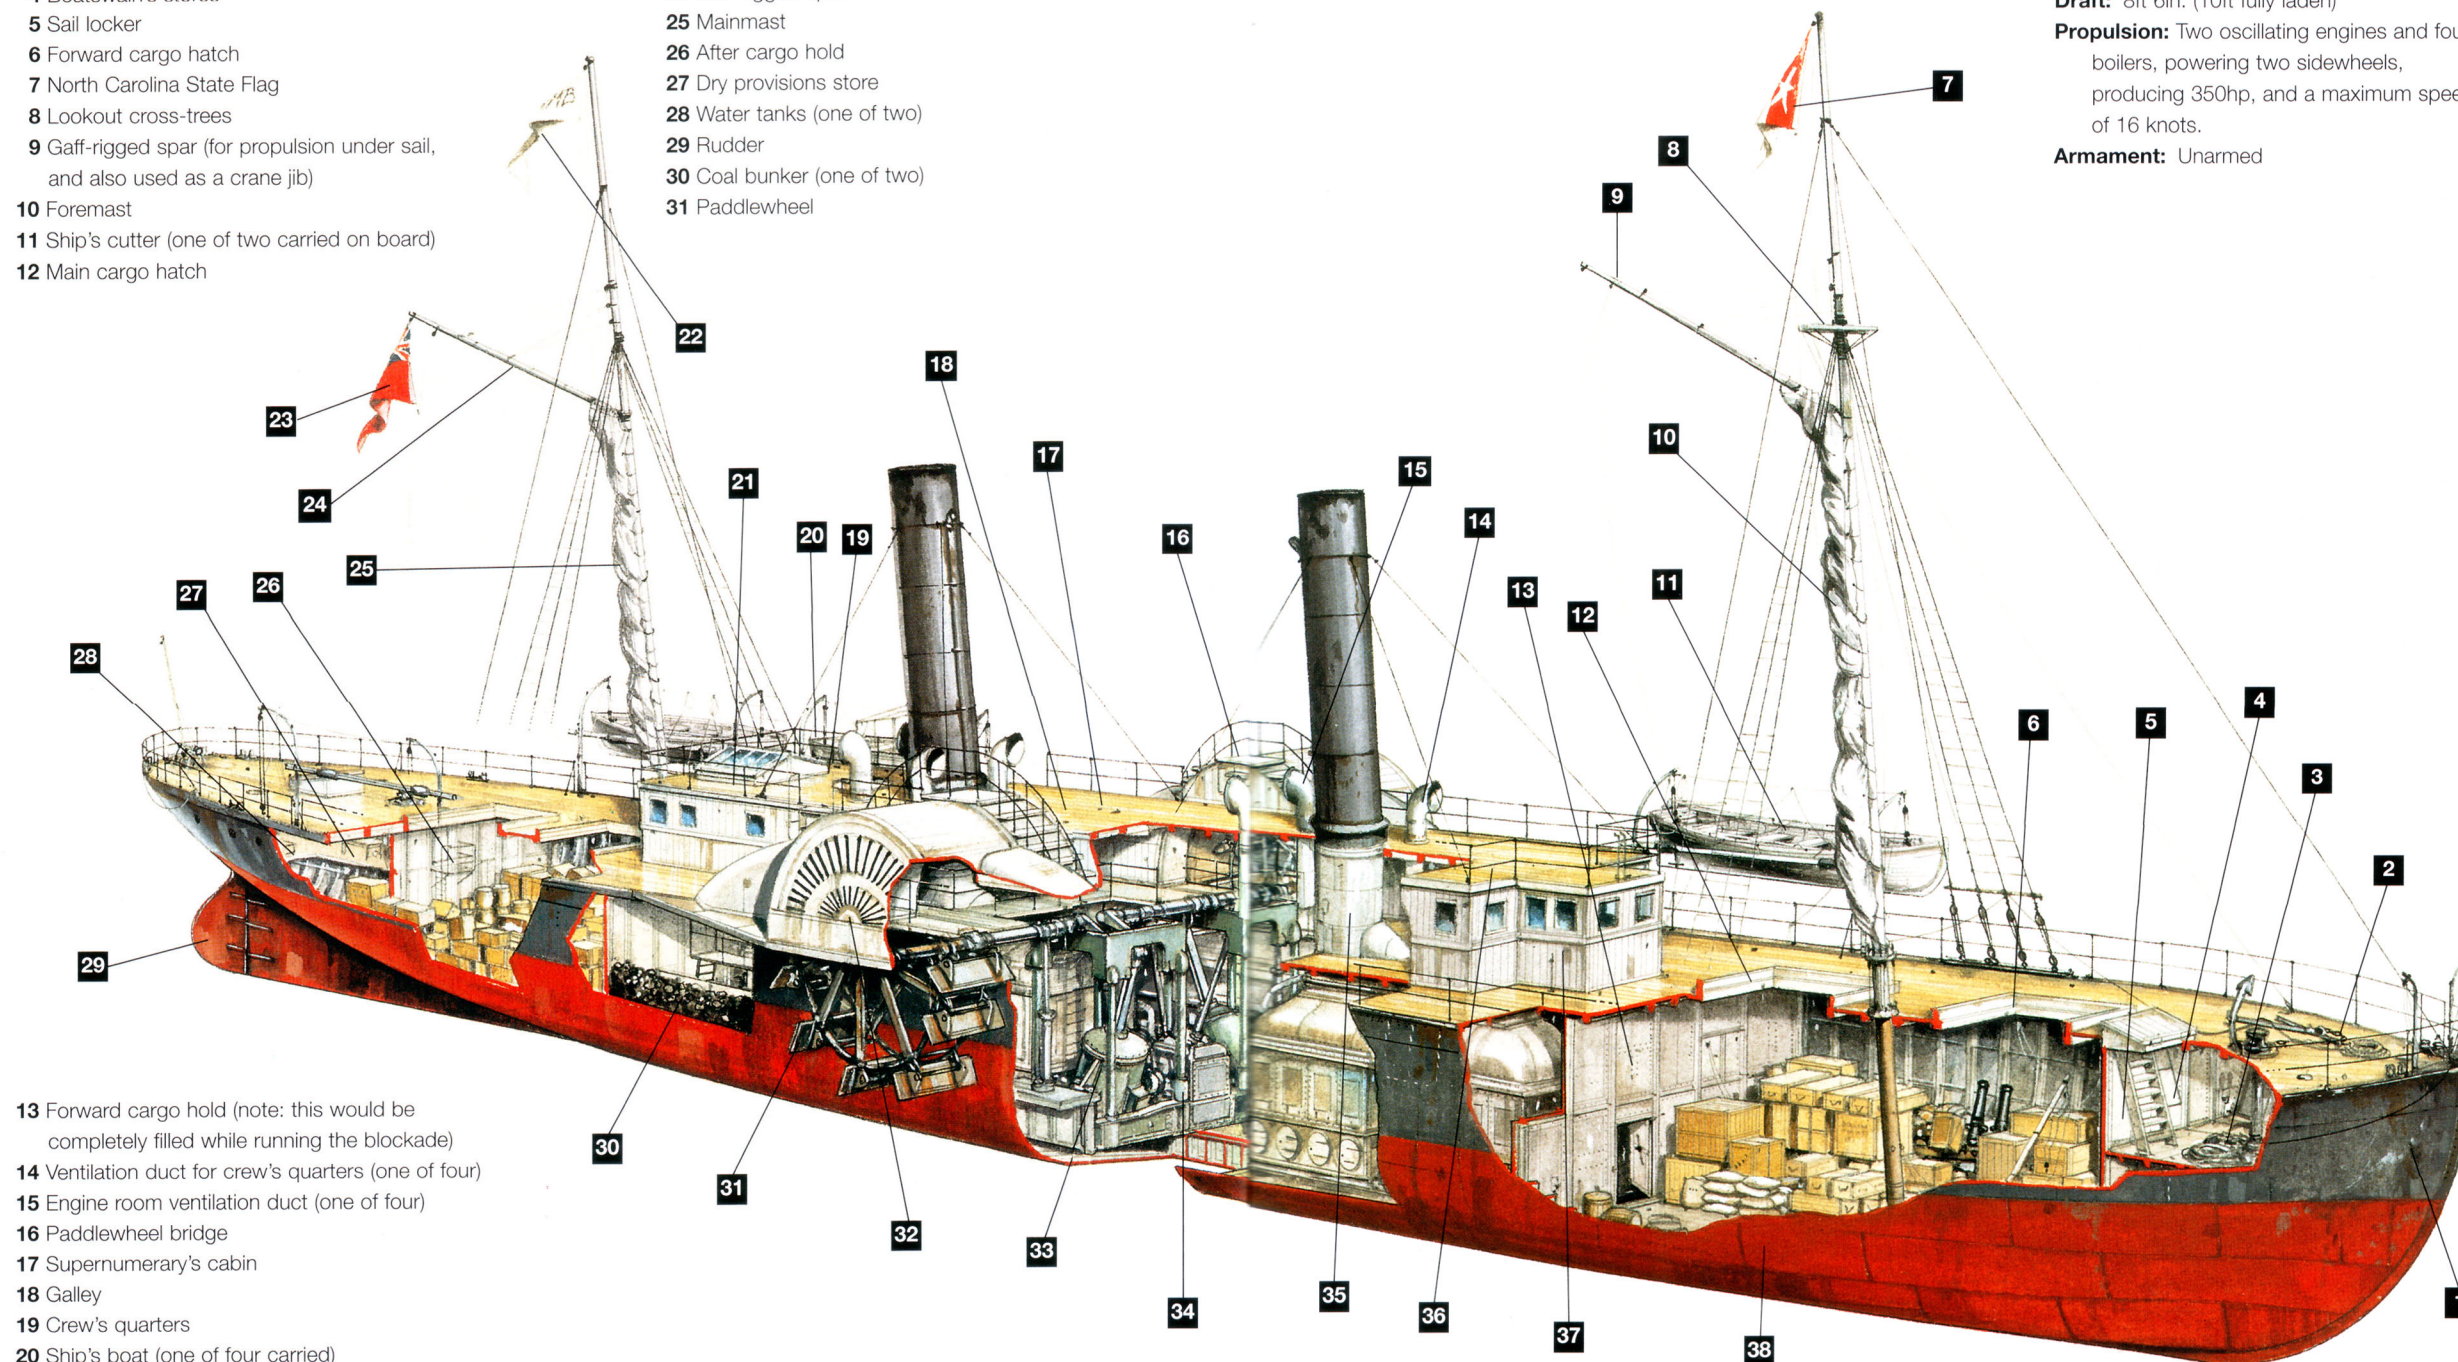 5 Sail locker
6 Forward cargo hatch
7 North Carolina State Flag
8 Lookout cross-trees
9 Gaff-rigged spar (for propulsion under sail,
and also used as a crane jib)
10 Foremast
11 Ship's cutter (one of two carried on board)
12 Main cargo hatch
25 Mainmast
26 After cargo hold
27 Dry provisions store
28 Water tanks (one of two)
29 Rudder
30 Coal bunker (one of two)
31 Paddlewheel
Draft: 8ft 6in. (10ft fully laden)
Propulsion: Two oscillating engines and
boilers, powering two sidewheels,
producing 350hp, and a maximum
of 16 knots.
Armament: Unarmed
7
8
9
22
18
23
17
10
15
21
24
14
20
19
16
25
26
13
11
27
12
28
4
5
6
3
2
29
13 Forward cargo hold (note: this would be
completely filled while running the blockade)
14 Ventilation duct for crew's quarters (one of four)
15 Engine room ventilation duct (one of four)
16 Paddlewheel bridge
17 Supernumerary's cabin
18 Galley
19 Crew's quarters
20 Ship's boat (one of four carried)
30
31
32
33
34
35
36
37
38